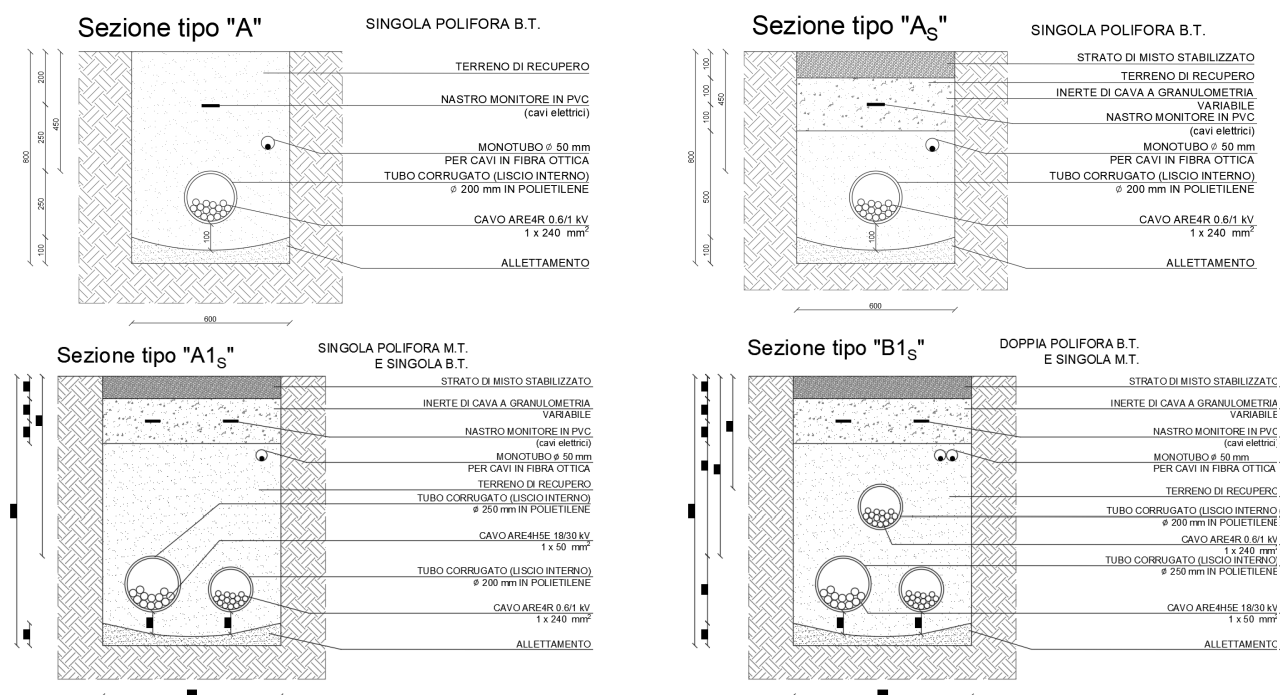 Sezione tipo "A"
SINGOLA POLIFORA B.T.
TERRENO DI RECUPERO
NASTRO MONITORE IN PVC
(cavi elettrici)
MONOTUBO ⌀ 50 mm
PER CAVI IN FIBRA OTTICA
TUBO CORRUGATO (LISCIO INTERNO)
⌀ 200 mm IN POLIETILENE
CAVO ARE4R 0.6/1 kV
1 x 240 mm²
ALLETTAMENTO
800
200
250
250
100
450
100
600
Sezione tipo "AS"
SINGOLA POLIFORA B.T.
STRATO DI MISTO STABILIZZATO
TERRENO DI RECUPERO
INERTE DI CAVA A GRANULOMETRIA
VARIABILE
NASTRO MONITORE IN PVC
(cavi elettrici)
MONOTUBO ⌀ 50 mm
PER CAVI IN FIBRA OTTICA
TUBO CORRUGATO (LISCIO INTERNO)
⌀ 200 mm IN POLIETILENE
CAVO ARE4R 0.6/1 kV
1 x 240 mm²
ALLETTAMENTO
800
100
100
100
500
100
450
100
600
Sezione tipo "A1S"
SINGOLA POLIFORA M.T.
E SINGOLA B.T.
STRATO DI MISTO STABILIZZATO
INERTE DI CAVA A GRANULOMETRIA
VARIABILE
NASTRO MONITORE IN PVC
(cavi elettrici)
MONOTUBO ⌀ 50 mm
PER CAVI IN FIBRA OTTICA
TERRENO DI RECUPERO
TUBO CORRUGATO (LISCIO INTERNO)
⌀ 250 mm IN POLIETILENE
CAVO ARE4H5E 18/30 kV
1 x 50 mm²
TUBO CORRUGATO (LISCIO INTERNO)
⌀ 200 mm IN POLIETILENE
CAVO ARE4R 0.6/1 kV
1 x 240 mm²
ALLETTAMENTO
Sezione tipo "B1S"
DOPPIA POLIFORA B.T.
E SINGOLA M.T.
STRATO DI MISTO STABILIZZATO
INERTE DI CAVA A GRANULOMETRIA
VARIABILE
NASTRO MONITORE IN PVC
(cavi elettrici
MONOTUBO ⌀ 50 mm
PER CAVI IN FIBRA OTTICA
TERRENO DI RECUPERO
TUBO CORRUGATO (LISCIO INTERNO)
⌀ 200 mm IN POLIETILENE
CAVO ARE4R 0.6/1 kV
1 x 240 mm²
TUBO CORRUGATO (LISCIO INTERNO)
⌀ 250 mm IN POLIETILENE
CAVO ARE4H5E 18/30 kV
1 x 50 mm²
ALLETTAMENTO